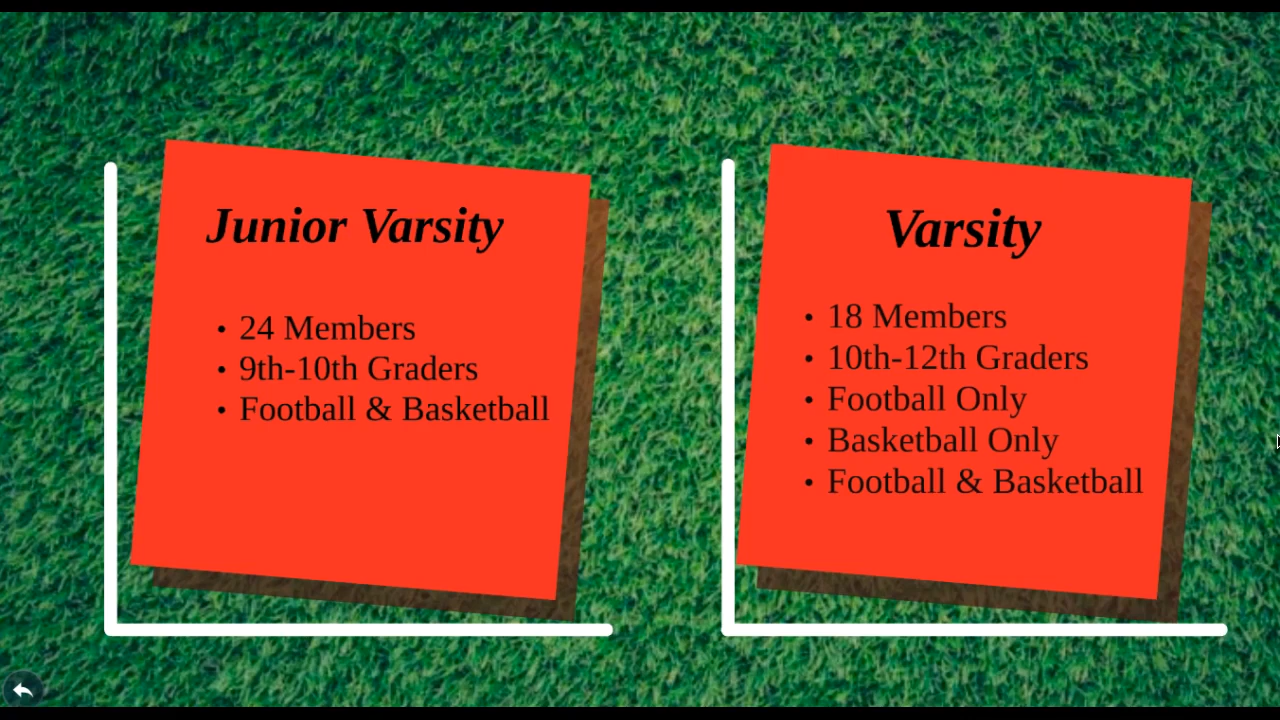 Junior Varsity
• 24 Members
• 9th-10th Graders
• Football & Basketball
Varsity
• 18 Members
• 10th-12th Graders
• Football Only
• Basketball Only
• Football & Basketball